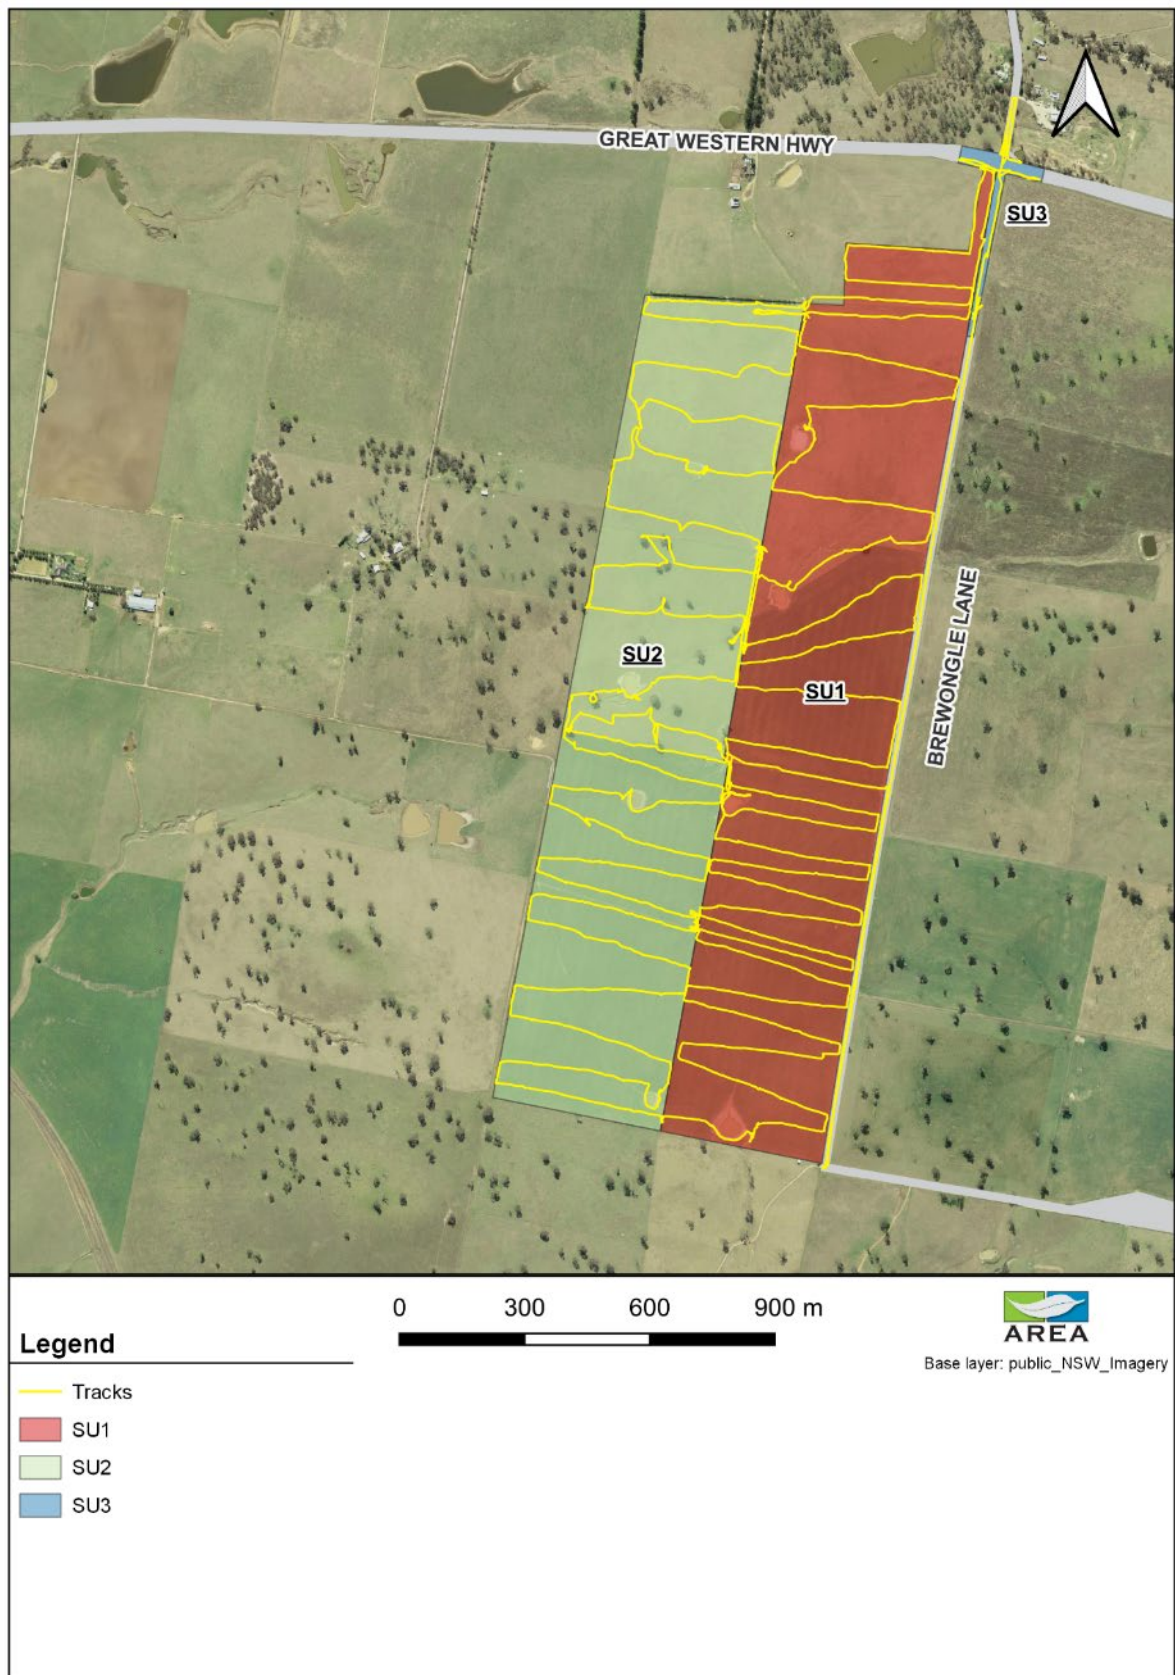 GREAT WESTERN HWY
SU3
SU2
SU1
BREWONGLE LANE
0 300 600 900 m
Legend
Tracks
SU1
SU2
SU3
AREA
Base layer: public_NSW_Imagery